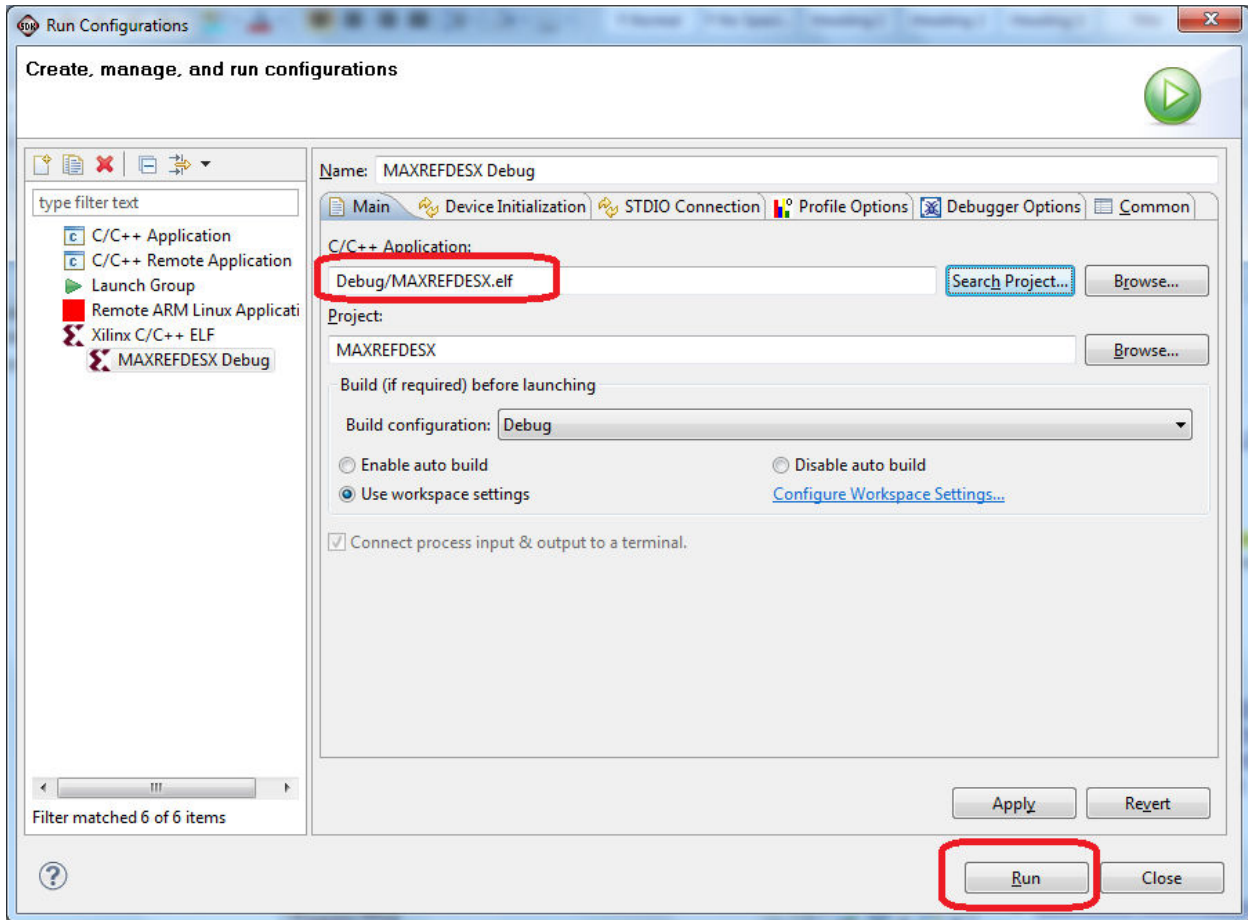 SDK Run Configurations
Create, manage, and run configurations
type filter text
C/C++ Application
C/C++ Remote Application
Launch Group
Remote ARM Linux Applicati
Xilinx C/C++ ELF
MAXREFDESX Debug
Filter matched 6 of 6 items
Name: MAXREFDESX Debug
Main Device Initialization STDIO Connection Profile Options Debugger Options Common
C/C++ Application:
Debug/MAXREFDESX.elf Search Project... Browse...
Project:
MAXREFDESX Browse...
Build (if required) before launching
Build configuration: Debug
Enable auto build Disable auto build
Use workspace settings Configure Workspace Settings...
Connect process input & output to a terminal.
Apply Revert
Run Close